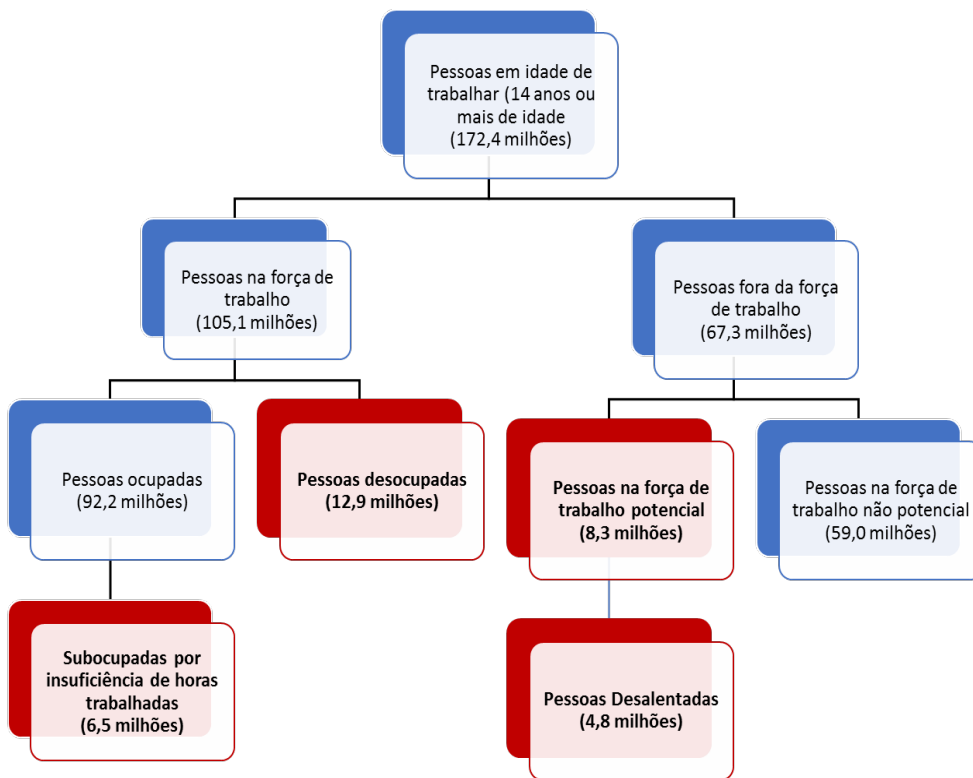 Pessoas em idade de
trabalhar (14 anos ou
mais de idade
(172,4 milhões)
Pessoas na força de
trabalho
(105,1 milhões)
Pessoas fora da força
de trabalho
(67,3 milhões)
Pessoas ocupadas
(92,2 milhões)
Pessoas desocupadas
(12,9 milhões)
Pessoas na força de
trabalho potencial
(8,3 milhões)
Pessoas na força de
trabalho não potencial
(59,0 milhões)
Subocupadas por
insuficiência de horas
trabalhadas
(6,5 milhões)
Pessoas Desalentadas
(4,8 milhões)